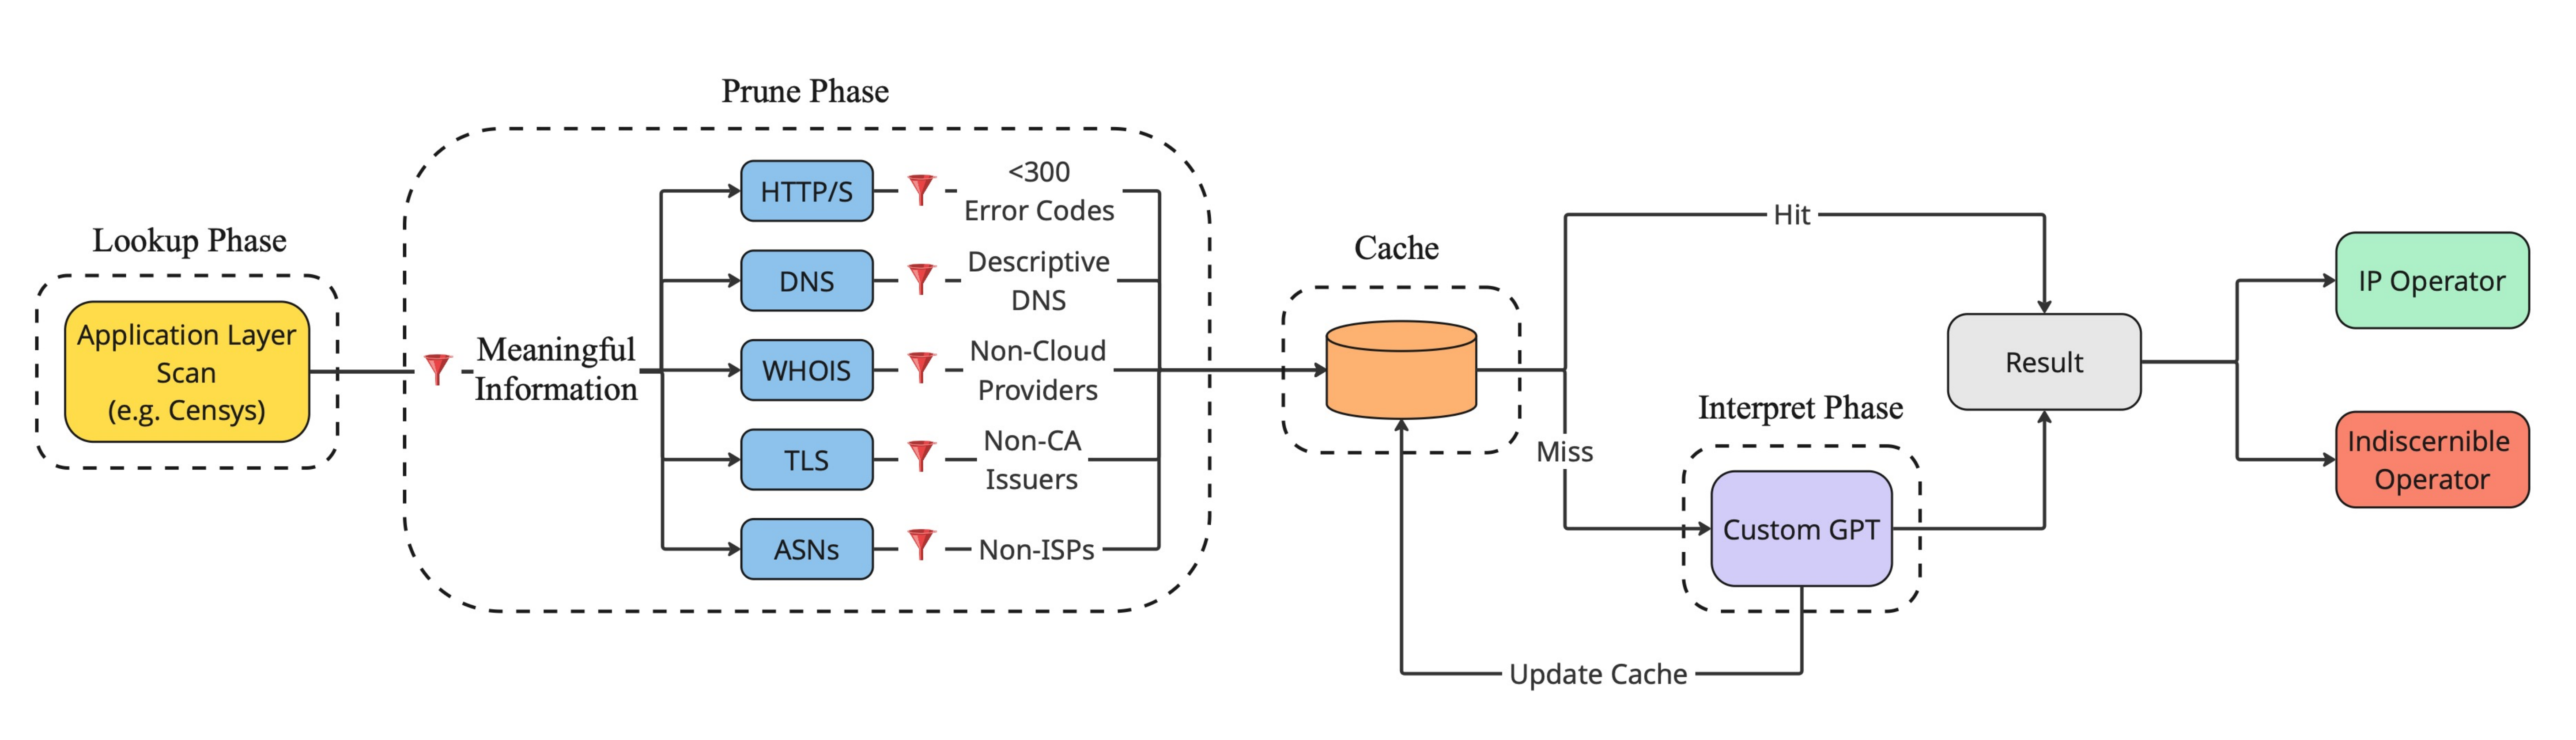 Lookup Phase
Application Layer
Scan
(e.g. Censys)
Prune Phase
Meaningful
Information
HTTP/S
<300
Error Codes
DNS
Descriptive
DNS
WHOIS
Non-Cloud
Providers
TLS
Non-CA
Issuers
ASNs
Non-ISPs
Cache
Hit
Miss
Interpret Phase
Custom GPT
Update Cache
Result
IP Operator
Indiscernible
Operator